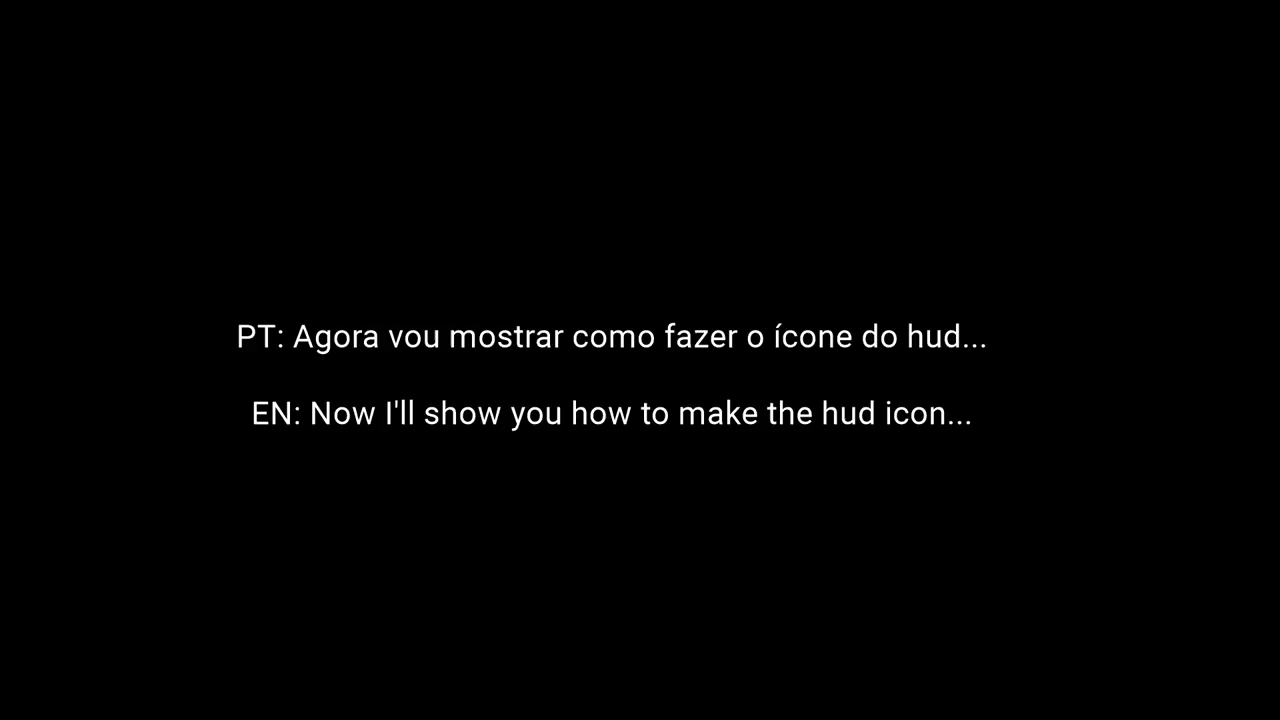 PT: Agora vou mostrar como fazer o ícone do hud...
EN: Now I'll show you how to make the hud icon...